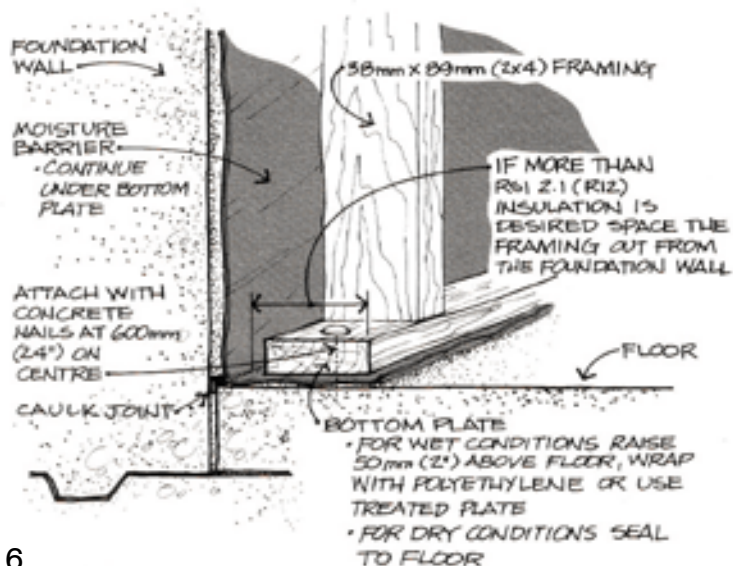 FOUNDATION
WALL
38mm x 89mm (2x4) FRAMING
MOISTURE
BARRIER
• CONTINUE
UNDER BOTTOM
PLATE
IF MORE THAN
RSI 2.1 (R12)
INSULATION IS
DESIRED SPACE THE
FRAMING OUT FROM
THE FOUNDATION WALL
ATTACH WITH
CONCRETE
NAILS AT 600mm
(24") ON
CENTRE
FLOOR
CAULK JOINT
BOTTOM PLATE
• FOR WET CONDITIONS RAISE
50mm (2") ABOVE FLOOR, WRAP
WITH POLYETHYLENE OR USE
TREATED PLATE
• FOR DRY CONDITIONS SEAL
TO FLOOR
6